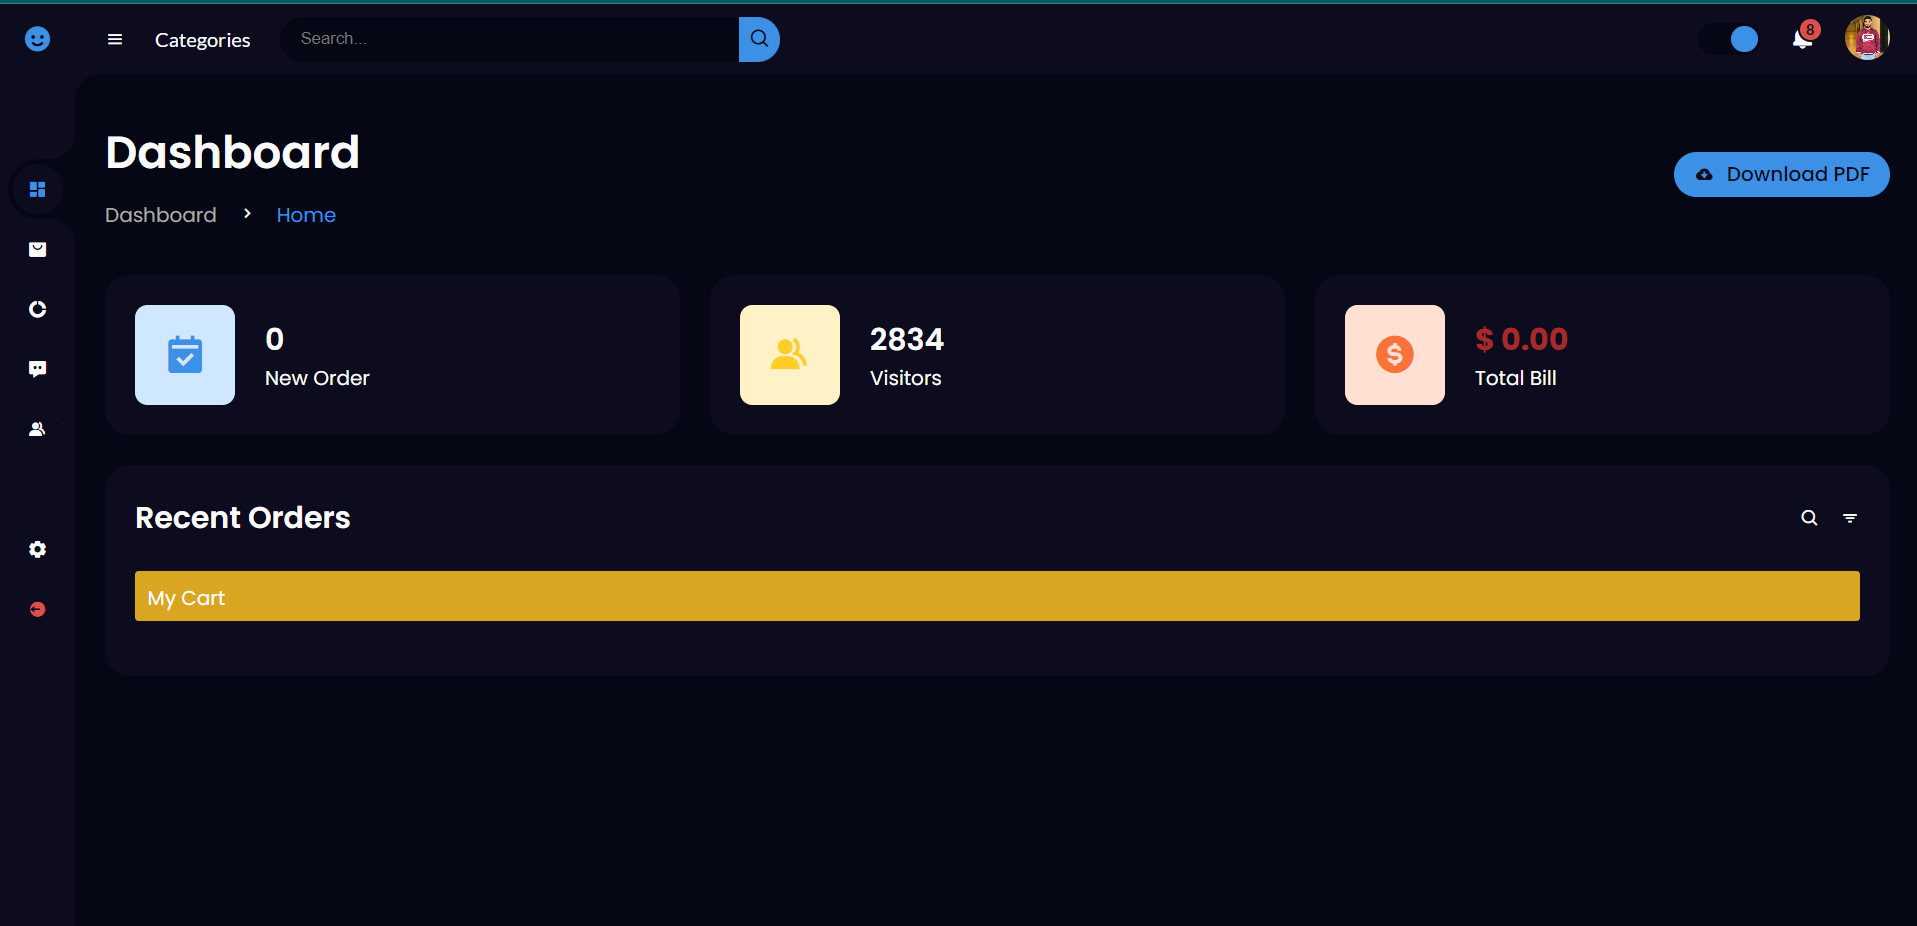 Categories
Search...
8
Dashboard
Dashboard > Home
Download PDF
0
New Order
2834
Visitors
$ 0.00
Total Bill
Recent Orders
My Cart